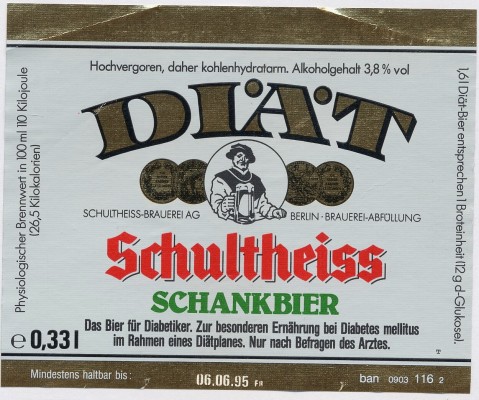 Hochvergoren, daher kohlenhydratarm. Alkoholgehalt 3,8% vol
DIÄT
SCHULTHEISS-BRAUEREI AG
BERLIN · BRAUEREI-ABFÜLLUNG
Schultheiss
SCHANKBIER
Das Bier für Diabetiker. Zur besonderen Ernährung bei Diabetes mellitus
im Rahmen eines Diätplanes. Nur nach Befragen des Arztes.
Physiologischer Brennwert in 100 ml 110 Kilojoule
(26,5 Kilokalorien)
1,6 l Diät-Bier entsprechen 1 Broteinheit (12 g d-Glukose).
℮ 0,33 l
Mindestens haltbar bis:
06.06.95 FR
ban 0903 116 2